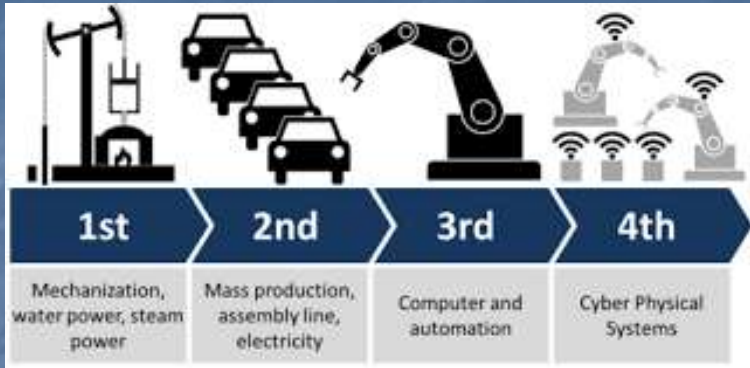 1st
2nd
3rd
4th
Mechanization,
water power, steam
power
Mass production,
assembly line,
electricity
Computer and
automation
Cyber Physical
Systems